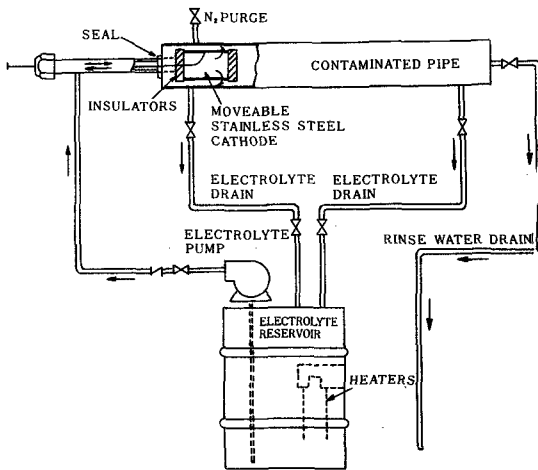 N₂ PURGE
SEAL
CONTAMINATED PIPE
INSULATORS
MOVEABLE
STAINLESS STEEL
CATHODE
ELECTROLYTE
DRAIN
ELECTROLYTE
DRAIN
ELECTROLYTE
PUMP
RINSE WATER DRAIN
ELECTROLYTE
RESERVOIR
HEATERS